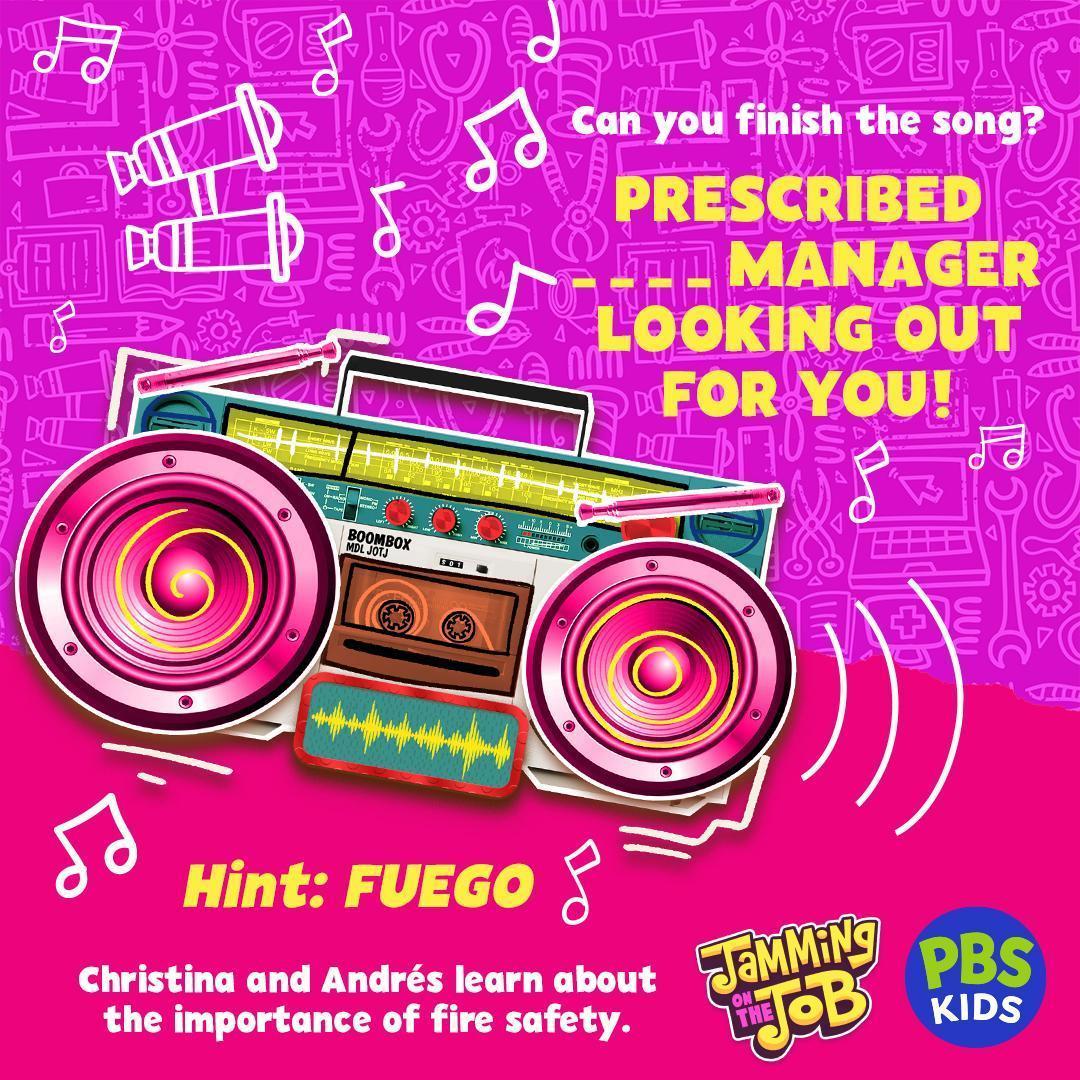 Can you finish the song?
PRESCRIBED
_ _ _ _ MANAGER
LOOKING OUT
FOR YOU!
BOOMBOX
MDL JOTJ
Hint: FUEGO
Christina and Andrés learn about
the importance of fire safety.
JAMMiNG
ON
THE
JOB
PBS
KIDS